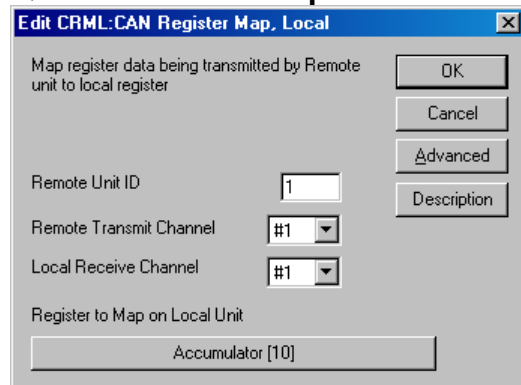 Edit CRML:CAN Register Map, Local
Map register data being transmitted by Remote
unit to local register
OK
Cancel
Advanced
Description
Remote Unit ID
1
Remote Transmit Channel
#1
Local Receive Channel
#1
Register to Map on Local Unit
Accumulator [10]